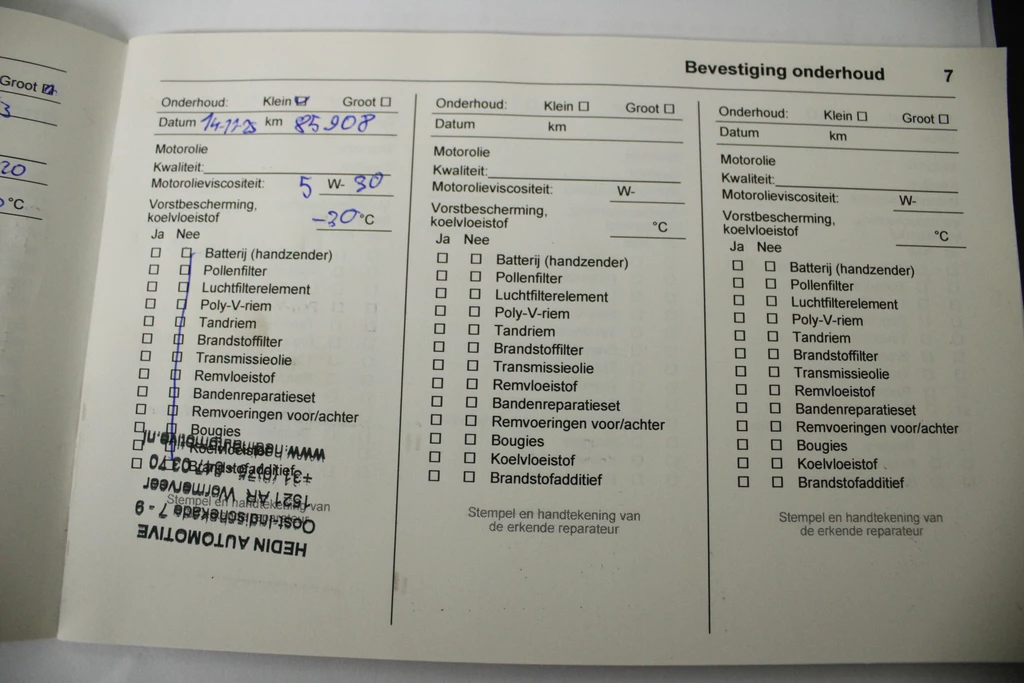 Groot
3
20
°C
Bevestiging onderhoud 7
Onderhoud: Klein Groot
Datum 14-11-25 km 85908
Motorolie
Kwaliteit:
Motorolieviscositeit: 5 W- 30
Vorstbescherming,
koelvloeistof -30 °C
Ja Nee
Batterij (handzender)
Pollenfilter
Luchtfilterelement
Poly-V-riem
Tandriem
Brandstoffilter
Transmissieolie
Remvloeistof
Bandenreparatieset
Remvoeringen voor/achter
Bougies
Koelvloeistof
Brandstofadditief
Stempel en handtekening van
HEDIN AUTOMOTIVE
Oost-Indischekade 7 - 9
1521 AR Wormerveer
Onderhoud: Klein Groot
Datum km
Motorolie
Kwaliteit:
Motorolieviscositeit: W-
Vorstbescherming,
koelvloeistof °C
Ja Nee
Batterij (handzender)
Pollenfilter
Luchtfilterelement
Poly-V-riem
Tandriem
Brandstoffilter
Transmissieolie
Remvloeistof
Bandenreparatieset
Remvoeringen voor/achter
Bougies
Koelvloeistof
Brandstofadditief
Stempel en handtekening van
de erkende reparateur
Onderhoud: Klein Groot
Datum km
Motorolie
Kwaliteit:
Motorolieviscositeit: W-
Vorstbescherming,
koelvloeistof °C
Ja Nee
Batterij (handzender)
Pollenfilter
Luchtfilterelement
Poly-V-riem
Tandriem
Brandstoffilter
Transmissieolie
Remvloeistof
Bandenreparatieset
Remvoeringen voor/achter
Bougies
Koelvloeistof
Brandstofadditief
Stempel en handtekening van
de erkende reparateur